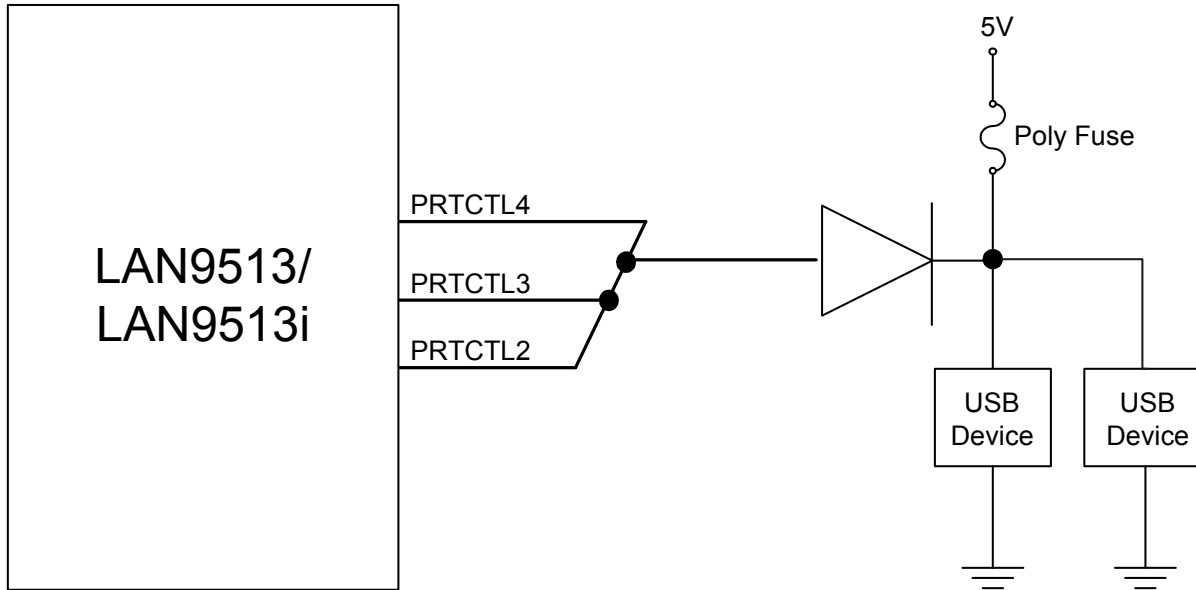 5V
Poly Fuse
PRTCTL4
LAN9513/
LAN9513i
PRTCTL3
PRTCTL2
USB
Device
USB
Device